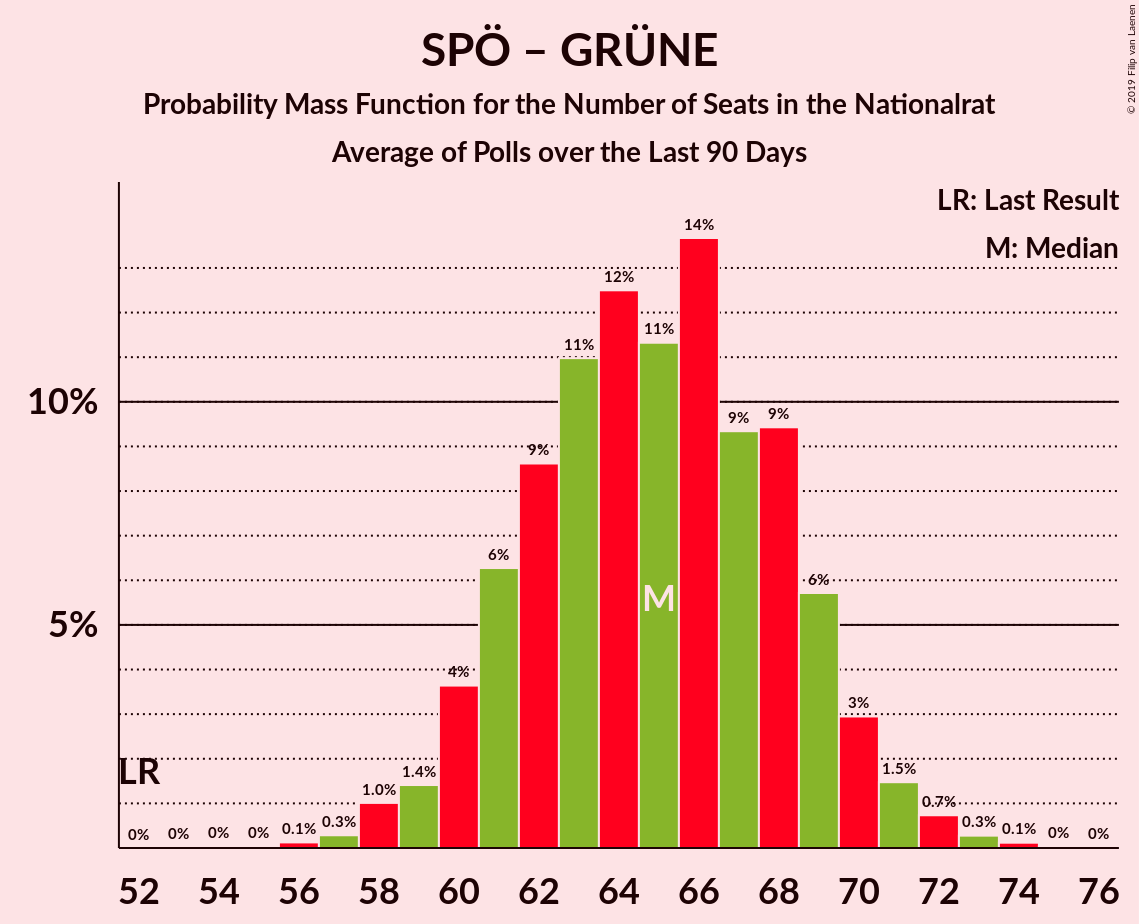 SPÖ – GRÜNE
Probability Mass Function for the Number of Seats in the Nationalrat
Average of Polls over the Last 90 Days
© 2019 Filip van Laenen
LR: Last Result
M: Median
14%
12%
11%
11%
10%
9%
9%
9%
6%
6%
M
5%
4%
3%
LR
1.4%
1.5%
1.0%
0.7%
0% 0% 0% 0% 0.1% 0.3% 0.3% 0.1% 0% 0%
52 54 56 58 60 62 64 66 68 70 72 74 76